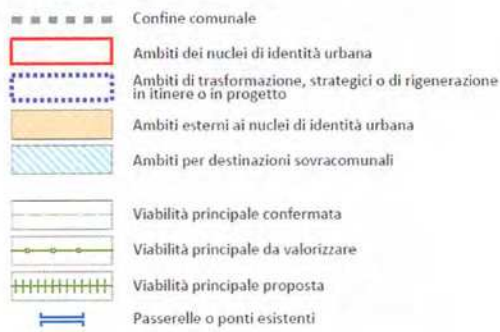 Confine comunale
Ambiti dei nuclei di identità urbana
Ambiti di trasformazione, strategici o di rigenerazione
in itinere o in progetto
Ambiti esterni ai nuclei di identità urbana
Ambiti per destinazioni sovracomunali
Viabilità principale confermata
Viabilità principale da valorizzare
Viabilità principale proposta
Passerelle o ponti esistenti